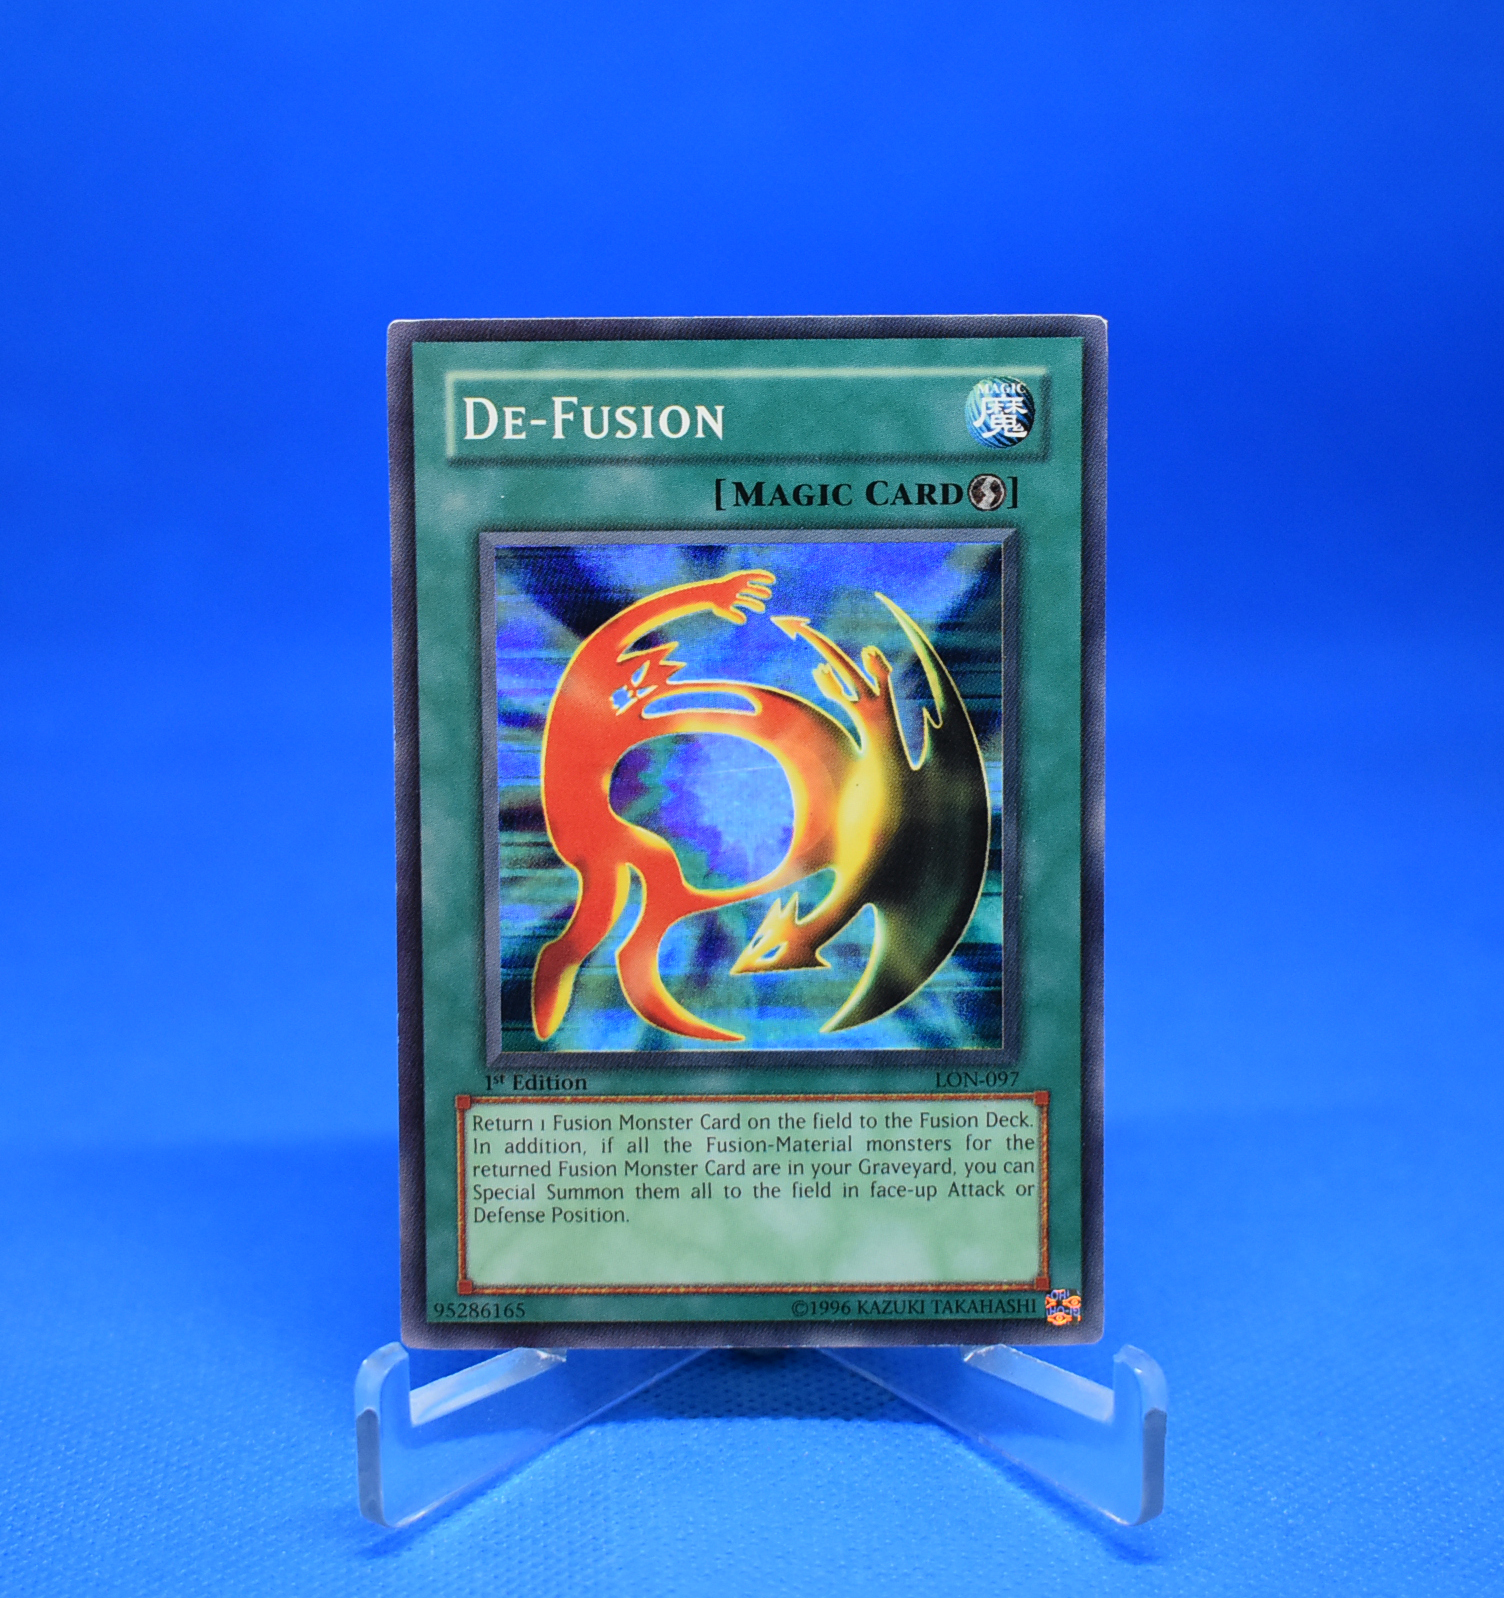 DE-FUSION
MAGIC
魔
[MAGIC CARD]
1st Edition
LON-097
Return 1 Fusion Monster Card on the field to the Fusion Deck.
In addition, if all the Fusion-Material monsters for the
returned Fusion Monster Card are in your Graveyard, you can
Special Summon them all to the field in face-up Attack or
Defense Position.
95286165
©1996 KAZUKI TAKAHASHI